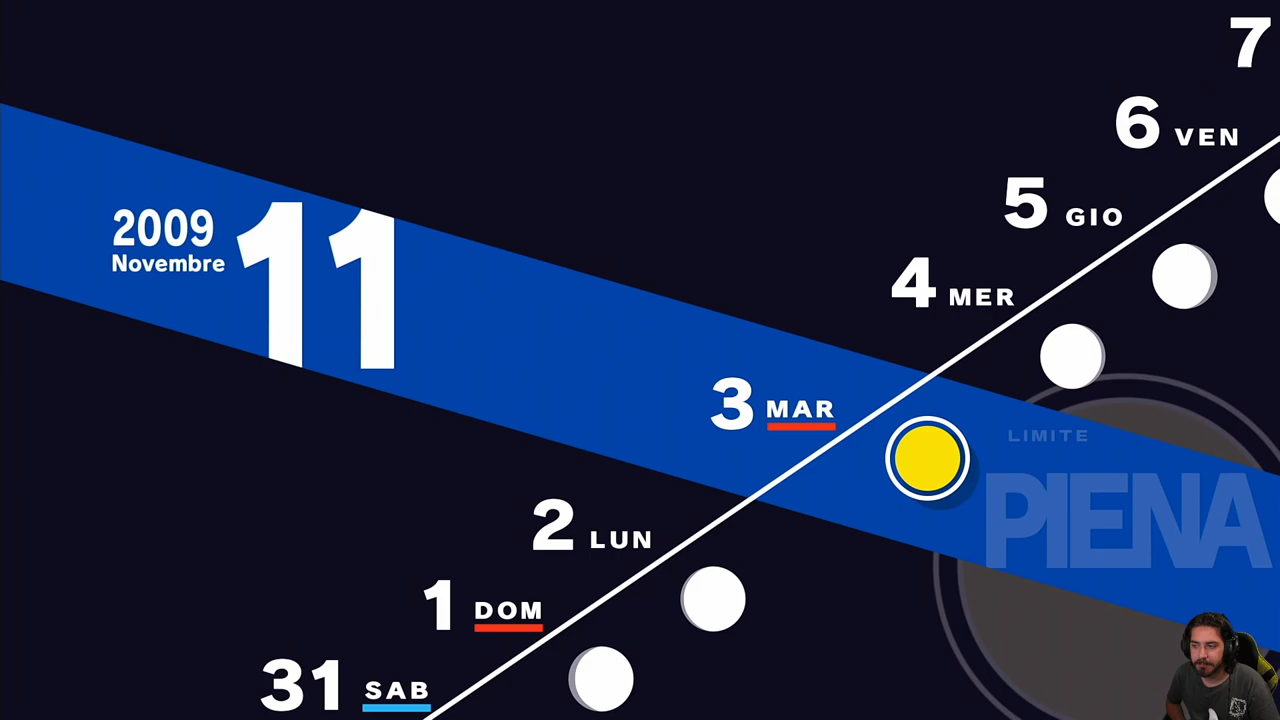 7
6 VEN
5 GIO
4 MER
2009
Novembre
11
3 MAR
LIMITE
PIENA
2 LUN
1 DOM
31 SAB